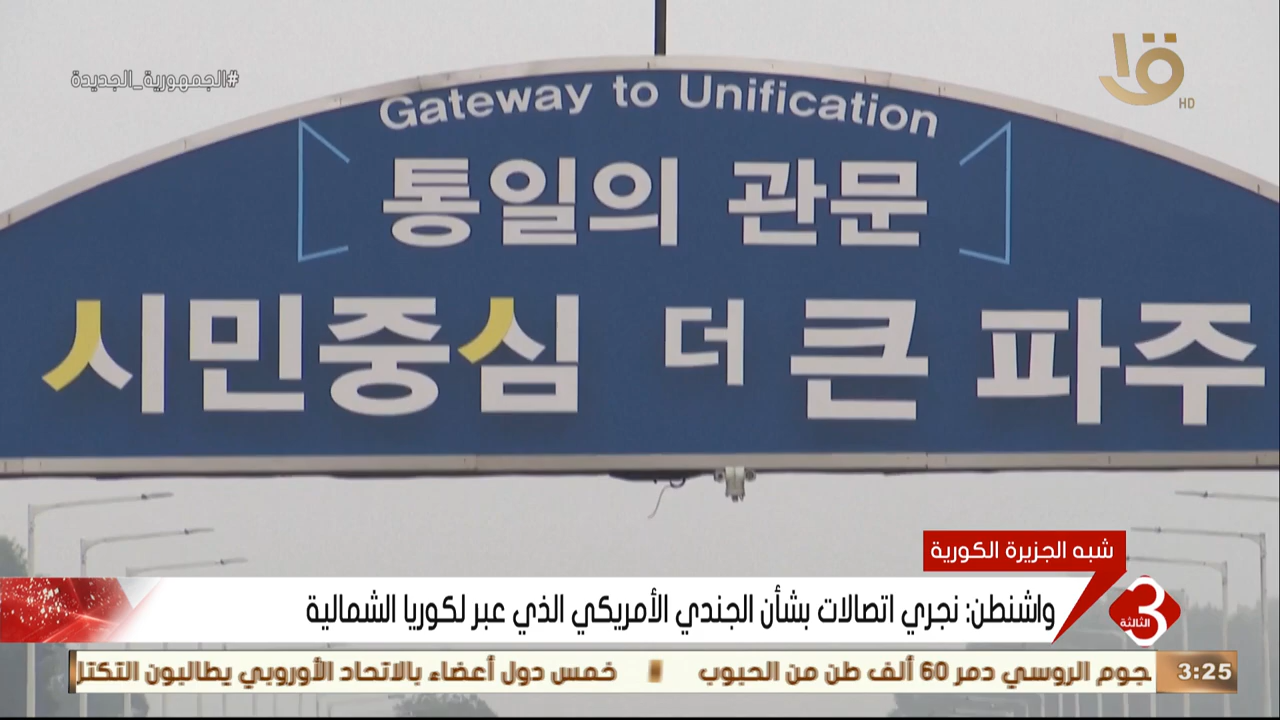 #الجمهورية_الجديدة
HD
Gateway to Unification
통일의 관문
시민중심 더 큰 파주
شبه الجزيرة الكورية
واشنطن: نجري اتصالات بشأن الجندي الأمريكي الذي عبر لكوريا الشمالية
3
الثالثة
3:25
جوم الروسي دمر 60 ألف طن من الحبوب خمس دول أعضاء بالاتحاد الأوروبي يطالبون التكتل